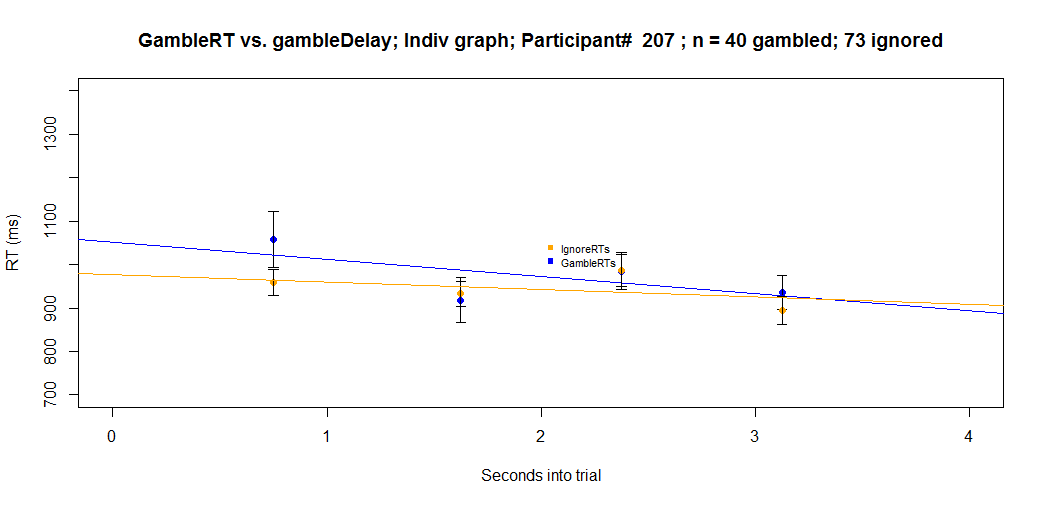 GambleRT vs. gambleDelay; Indiv graph; Participant#  207 ; n = 40 gambled; 73 ignored
1300
1100
900
800
700
RT (ms)
IgnoreRTs
GambleRTs
0 1 2 3 4
Seconds into trial